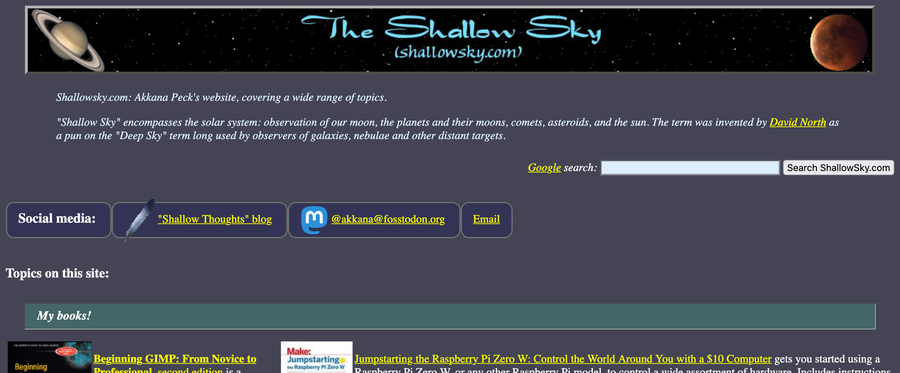 The Shallow Sky
(shallowsky.com)
Shallowsky.com: Akkana Peck's website, covering a wide range of topics.
"Shallow Sky" encompasses the solar system: observation of our moon, the planets and their moons, comets, asteroids, and the sun. The term was invented by David North as
a pun on the "Deep Sky" term long used by observers of galaxies, nebulae and other distant targets.
Google search: Search ShallowSky.com
Social media: "Shallow Thoughts" blog @akkana@fosstodon.org Email
Topics on this site:
My books!
Beginning
Beginning GIMP: From Novice to
Professional, second edition is a
Make:
Jumpstarting
the Raspberry Pi Zero W
Jumpstarting the Raspberry Pi Zero W: Control the World Around You with a $10 Computer gets you started using a
Raspberry Pi Zero W, or any other Raspberry Pi model, to control a wide assortment of hardware. Includes instructions